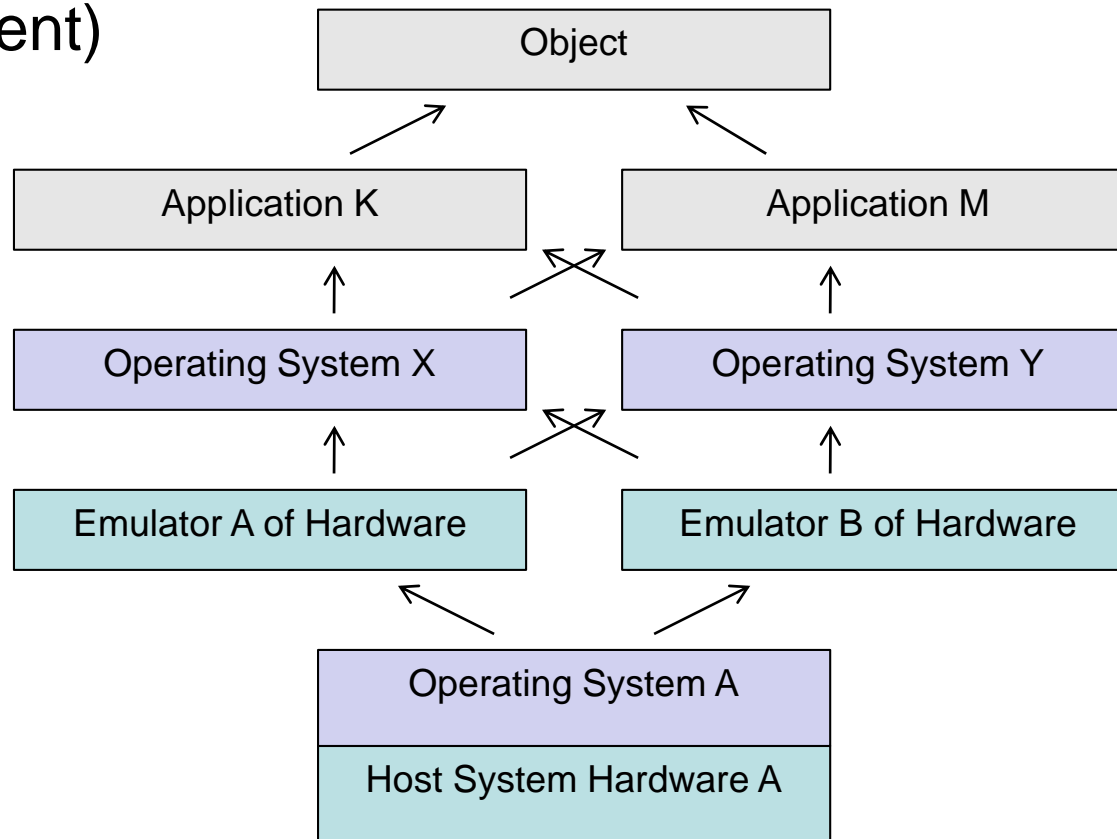 ent)
Object
Application K
Application M
Operating System X
Operating System Y
Emulator A of Hardware
Emulator B of Hardware
Operating System A
Host System Hardware A